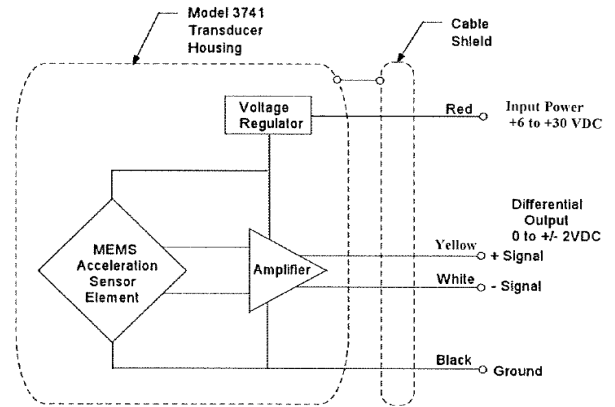 Model 3741
Transducer
Housing
Cable
Shield
Voltage
Regulator
Red
Input Power
+6 to +30 VDC
Differential
Output
0 to +/- 2VDC
MEMS
Acceleration
Sensor
Element
Amplifier
Yellow
+ Signal
White
- Signal
Black
Ground